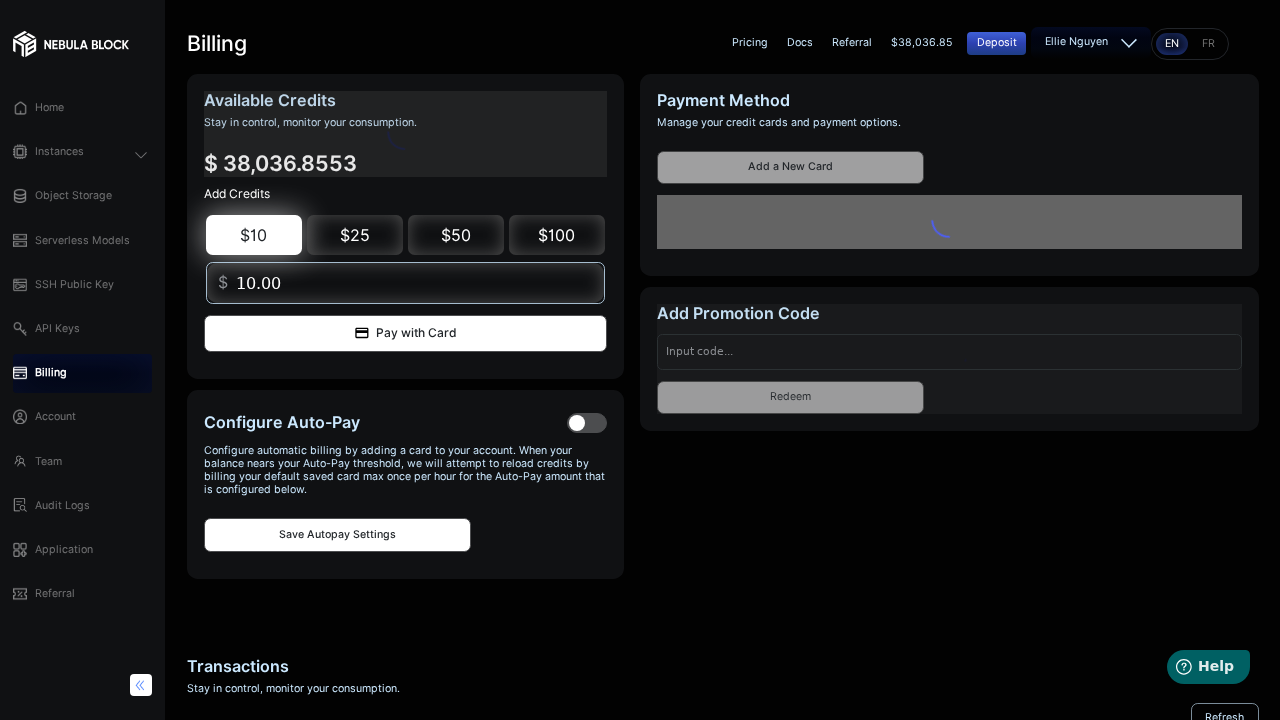 NEBULA BLOCK
Home
Instances
Object Storage
Serverless Models
SSH Public Key
API Keys
Billing
Account
Team
Audit Logs
Application
Referral
Billing
Pricing
Docs
Referral
$38,036.85
Deposit
Ellie Nguyen
EN
FR
Available Credits
Stay in control, monitor your consumption.
$ 38,036.8553
Add Credits
$10
$25
$50
$100
$ 10.00
Pay with Card
Configure Auto-Pay
Configure automatic billing by adding a card to your account. When your
balance nears your Auto-Pay threshold, we will attempt to reload credits by
billing your default saved card max once per hour for the Auto-Pay amount that
is configured below.
Save Autopay Settings
Payment Method
Manage your credit cards and payment options.
Add a New Card
Add Promotion Code
Input code...
Redeem
Transactions
Stay in control, monitor your consumption.
Refresh
Help